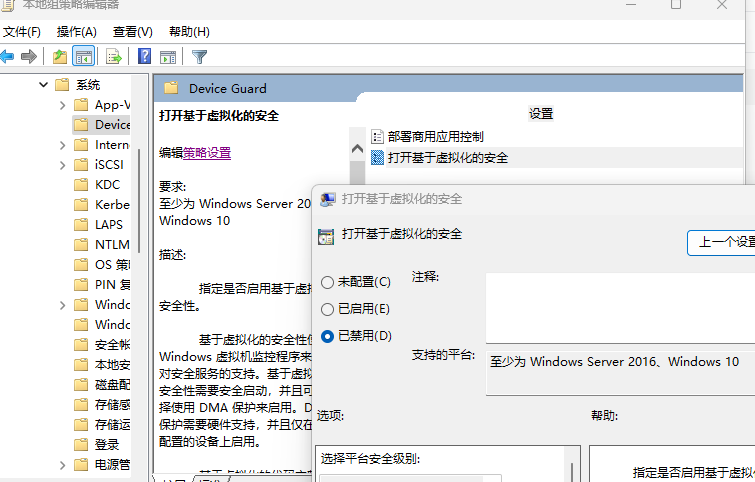 本地组策略编辑器
文件(F) 操作(A) 查看(V) 帮助(H)
系统
App-V
Device
Intern
iSCSI
KDC
Kerbe
LAPS
NTLM
OS 策
PIN 复
Windo
Windo
安全帐
本地安
磁盘配
存储感
存储运
登录
电源管
Device Guard
打开基于虚拟化的安全
编辑策略设置
要求:
至少为 Windows Server 20
Windows 10
描述:
指定是否启用基于虚
安全性。
基于虚拟化的安全性使
Windows 虚拟机监控程序来
对安全服务的支持。基于虚拟
安全性需要安全启动，并且可
择使用 DMA 保护来启用。D
保护需要硬件支持，并且仅在
配置的设备上启用。
设置
部署商用应用控制
打开基于虚拟化的安全
打开基于虚拟化的安全
打开基于虚拟化的安全
上一个设置
未配置(C)
已启用(E)
已禁用(D)
注释:
支持的平台:
至少为 Windows Server 2016、Windows 10
选项:
帮助:
选择平台安全级别:
指定是否启用基于虚